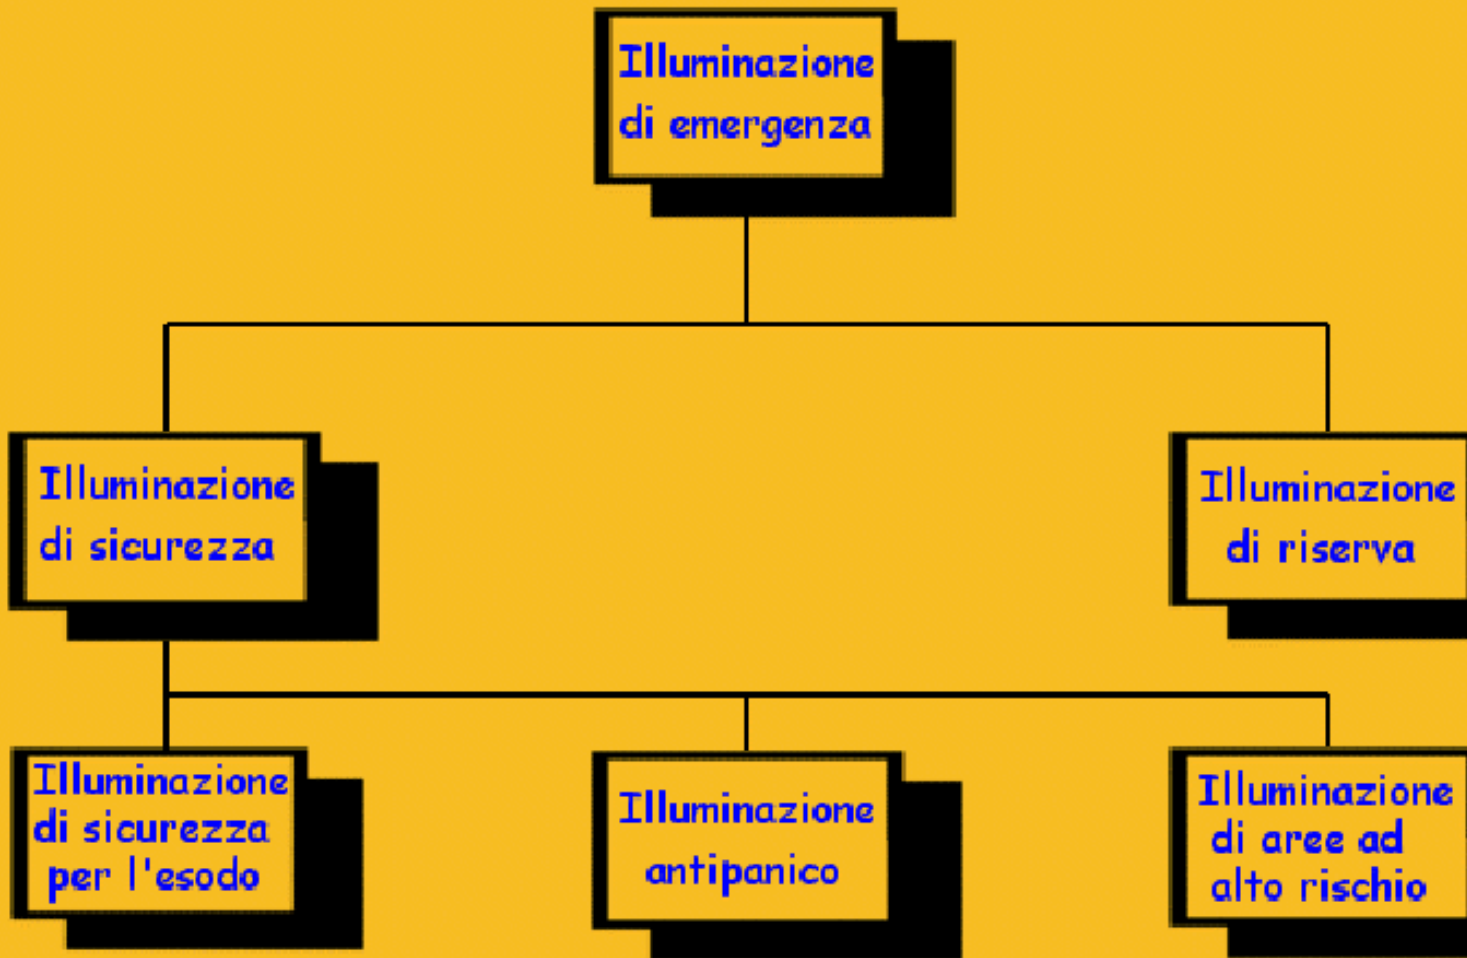 Illuminazione
di emergenza
Illuminazione
di sicurezza
Illuminazione
di riserva
Illuminazione
di sicurezza
per l'esodo
Illuminazione
antipanico
Illuminazione
di aree ad
alto rischio